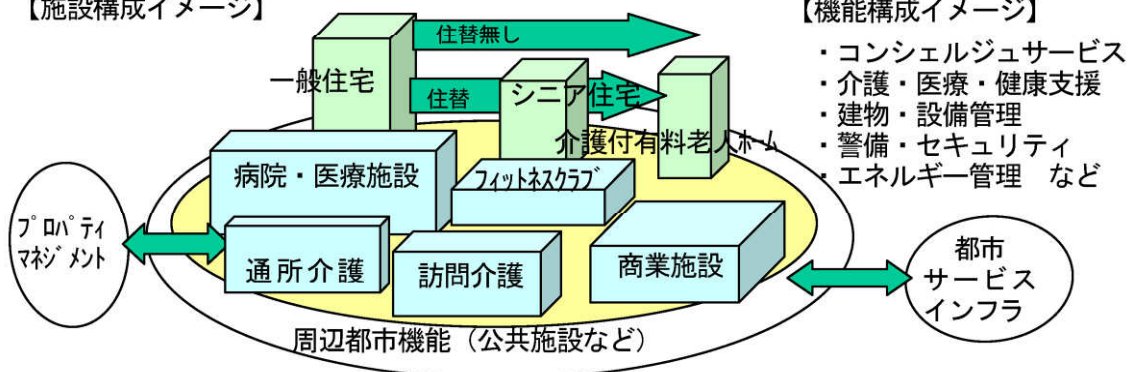 【施設構成イメージ】
【機能構成イメージ】
住替無し
一般住宅
住替
シニア住宅
介護付有料老人ホーム
・コンシェルジュサービス
・介護・医療・健康支援
・建物・設備管理
・警備・セキュリティ
・エネルギー管理　など
病院・医療施設
フィットネスクラブ
プロパティ
マネジメント
通所介護
訪問介護
商業施設
都市
サービス
インフラ
周辺都市機能（公共施設など）